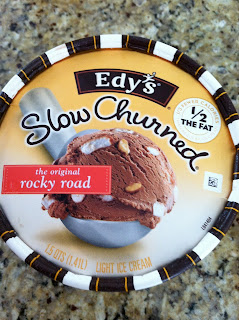 Edy's
Slow Churned
1/2
THE FAT
the original
rocky road
1.5 QTS (1.41L)
LIGHT ICE CREAM